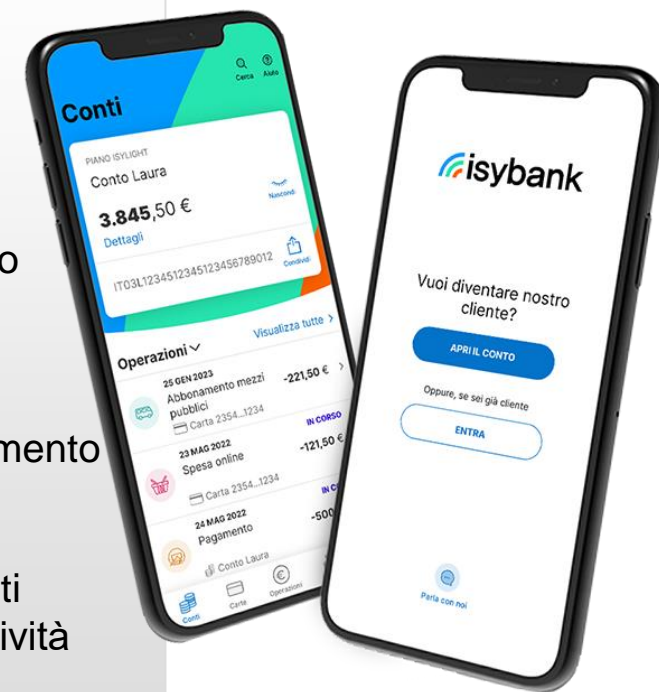 o
mento
ti
ività
Conti
Cerca
Aiuto
PIANO ISYLIGHT
Conto Laura
3.845,50 €
Nascondi
Dettagli
IT03L1234512345123456789012
Condividi
Operazioni
Visualizza tutte >
25 GEN 2023
Abbonamento mezzi
pubblici
-221,50 € >
Carta 2354...1234
IN CORSO
23 MAG 2022
Spesa online
-121,50 €
Carta 2354...1234
24 MAG 2022
Pagamento
-500
Conto Laura
Conti
Carte
Operazioni
isybank
Vuoi diventare nostro
cliente?
APRI IL CONTO
Oppure, se sei già cliente
ENTRA
Parla con noi